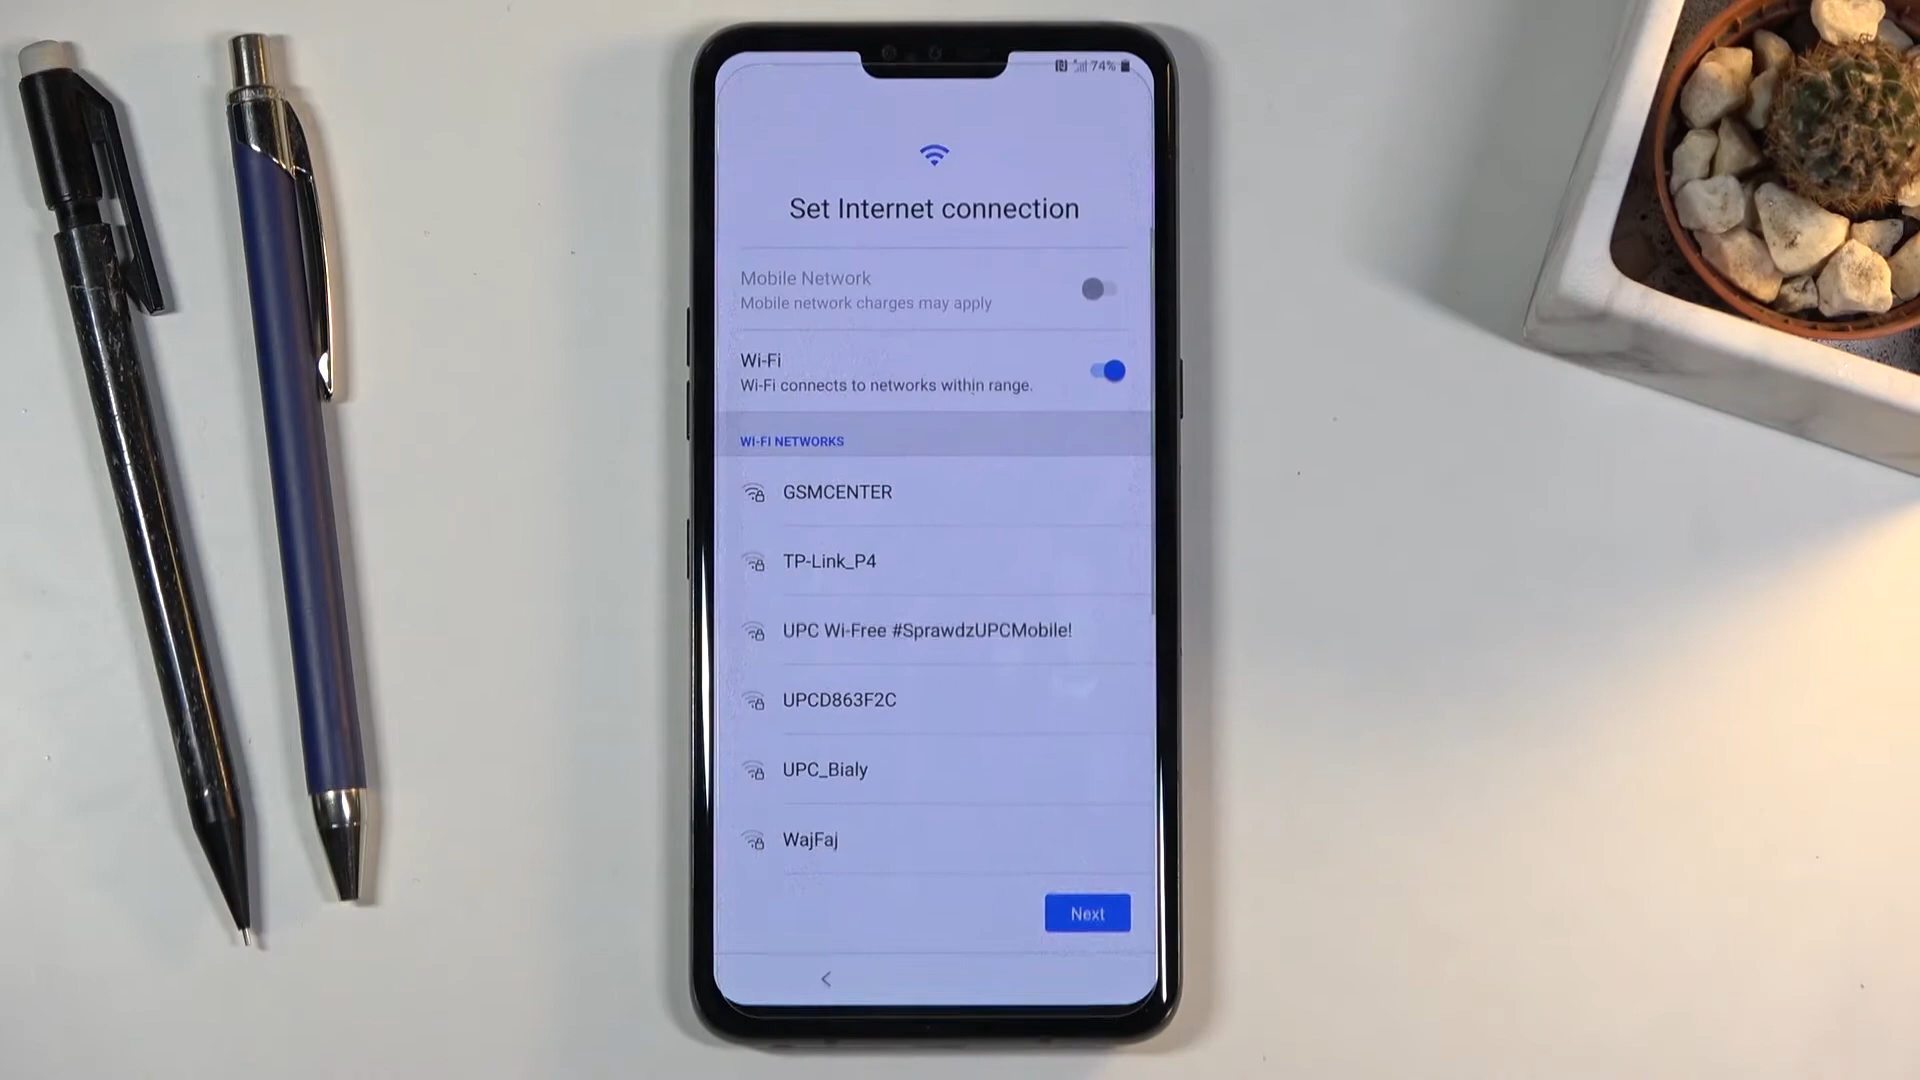 74%
Set Internet connection
Mobile Network
Mobile network charges may apply
Wi-Fi
Wi-Fi connects to networks within range.
WI-FI NETWORKS
GSMCENTER
TP-Link_P4
UPC Wi-Free #SprawdzUPCMobile!
UPCD863F2C
UPC_Bialy
WajFaj
Next